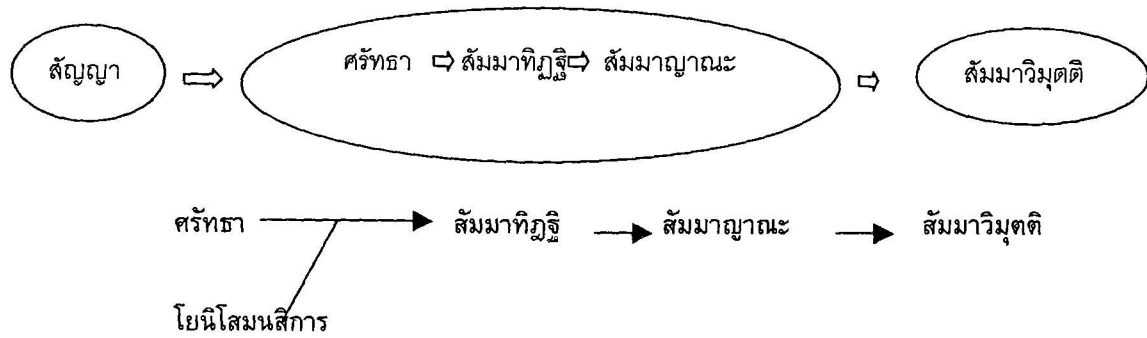 สัญญา ⇨ ศรัทธา ⇨ สัมมาทิฏฐิ ⇨ สัมมาญาณะ ⇨ สัมมาวิมุตติ
ศรัทธา สัมมาทิฎฐิ สัมมาญาณะ สัมมาวิมุตติ
โยนิโสมนสิการ